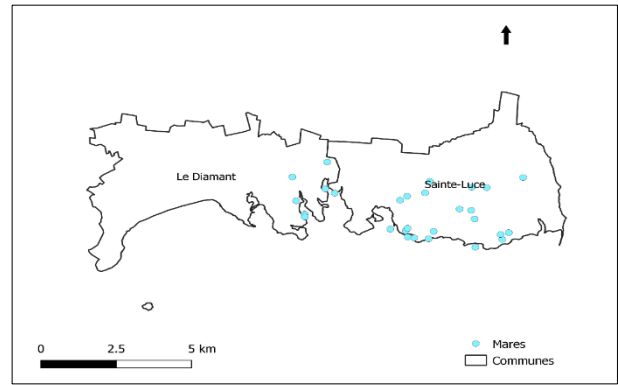 Le Diamant
Sainte-Luce
0 2.5 5 km
Mares
Communes